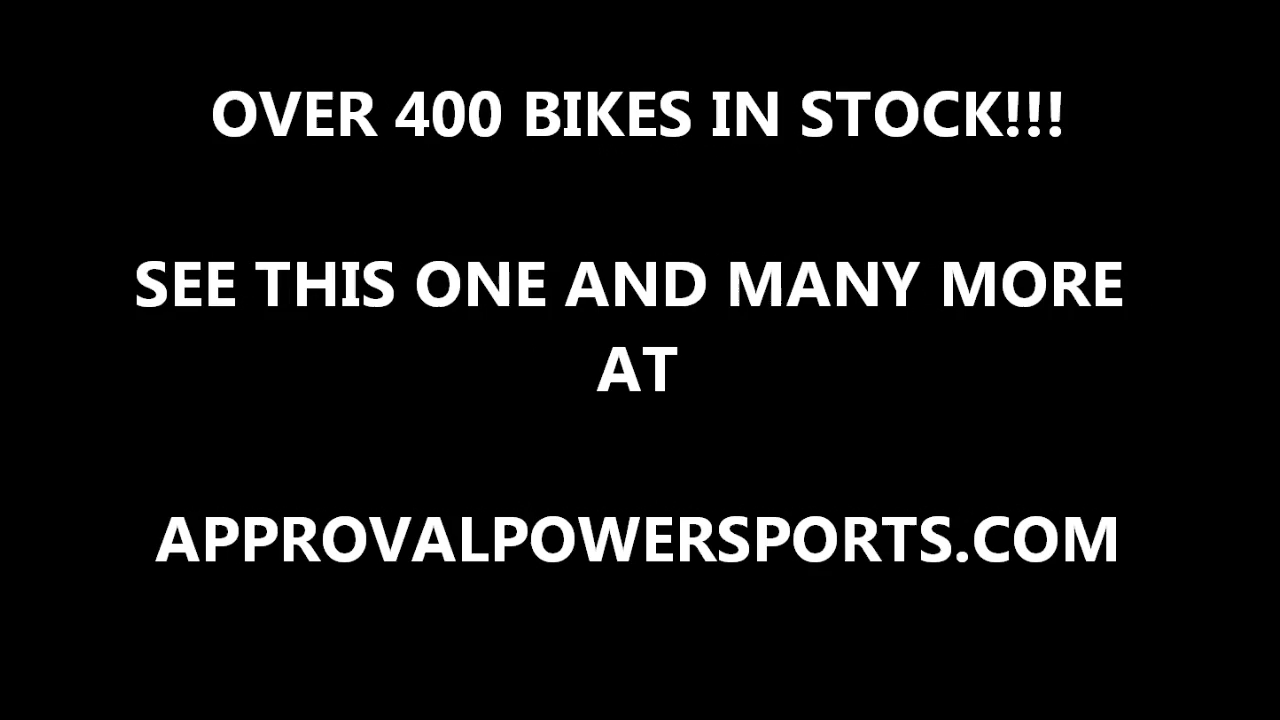 OVER 400 BIKES IN STOCK!!!
SEE THIS ONE AND MANY MORE
AT
APPROVALPOWERSPORTS.COM